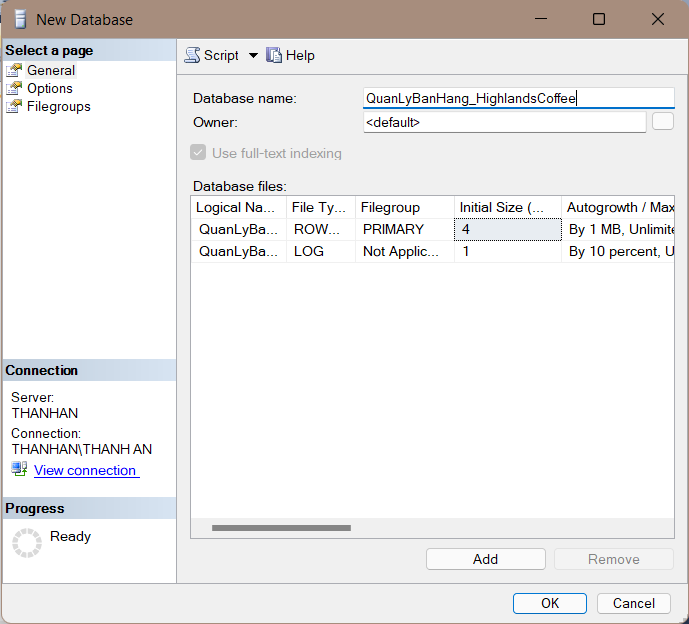 New Database
Select a page
General
Options
Filegroups
Script
Help
Database name:
QuanLyBanHang_HighlandsCoffee
Owner:
<default>
Use full-text indexing
Database files:
Logical Na... File Ty... Filegroup Initial Size (... Autogrowth / Max
QuanLyBa... ROW... PRIMARY 4 By 1 MB, Unlimite
QuanLyBa... LOG Not Applic... 1 By 10 percent, U
Connection
Server:
THANHAN
Connection:
THANHAN\THANH AN
View connection
Progress
Ready
Add
Remove
OK
Cancel